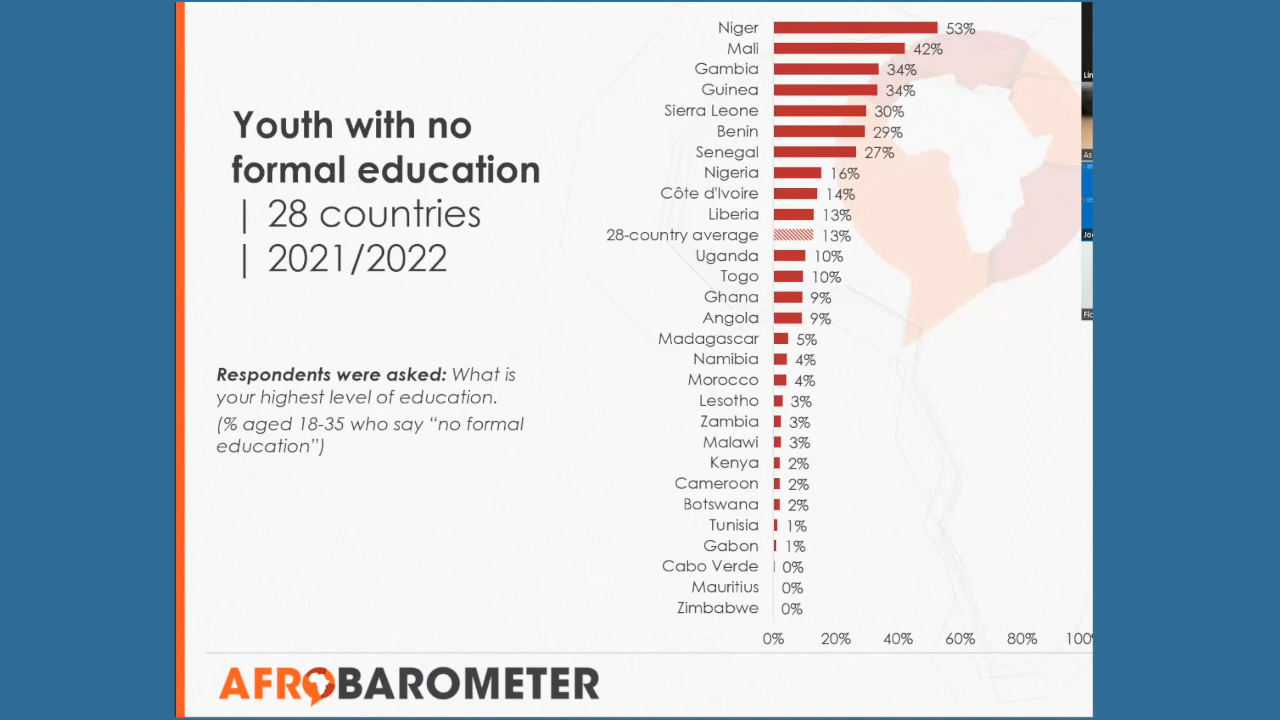 Youth with no
formal education
| 28 countries
| 2021/2022
Respondents were asked: What is
your highest level of education.
(% aged 18-35 who say “no formal
education”)
Niger 53%
Mali 42%
Gambia 34%
Guinea 34%
Sierra Leone 30%
Benin 29%
Senegal 27%
Nigeria 16%
Côte d'Ivoire 14%
Liberia 13%
28-country average 13%
Uganda 10%
Togo 10%
Ghana 9%
Angola 9%
Madagascar 5%
Namibia 4%
Morocco 4%
Lesotho 3%
Zambia 3%
Malawi 3%
Kenya 2%
Cameroon 2%
Botswana 2%
Tunisia 1%
Gabon 1%
Cabo Verde 0%
Mauritius 0%
Zimbabwe 0%
0% 20% 40% 60% 80% 100
AFROBAROMETER